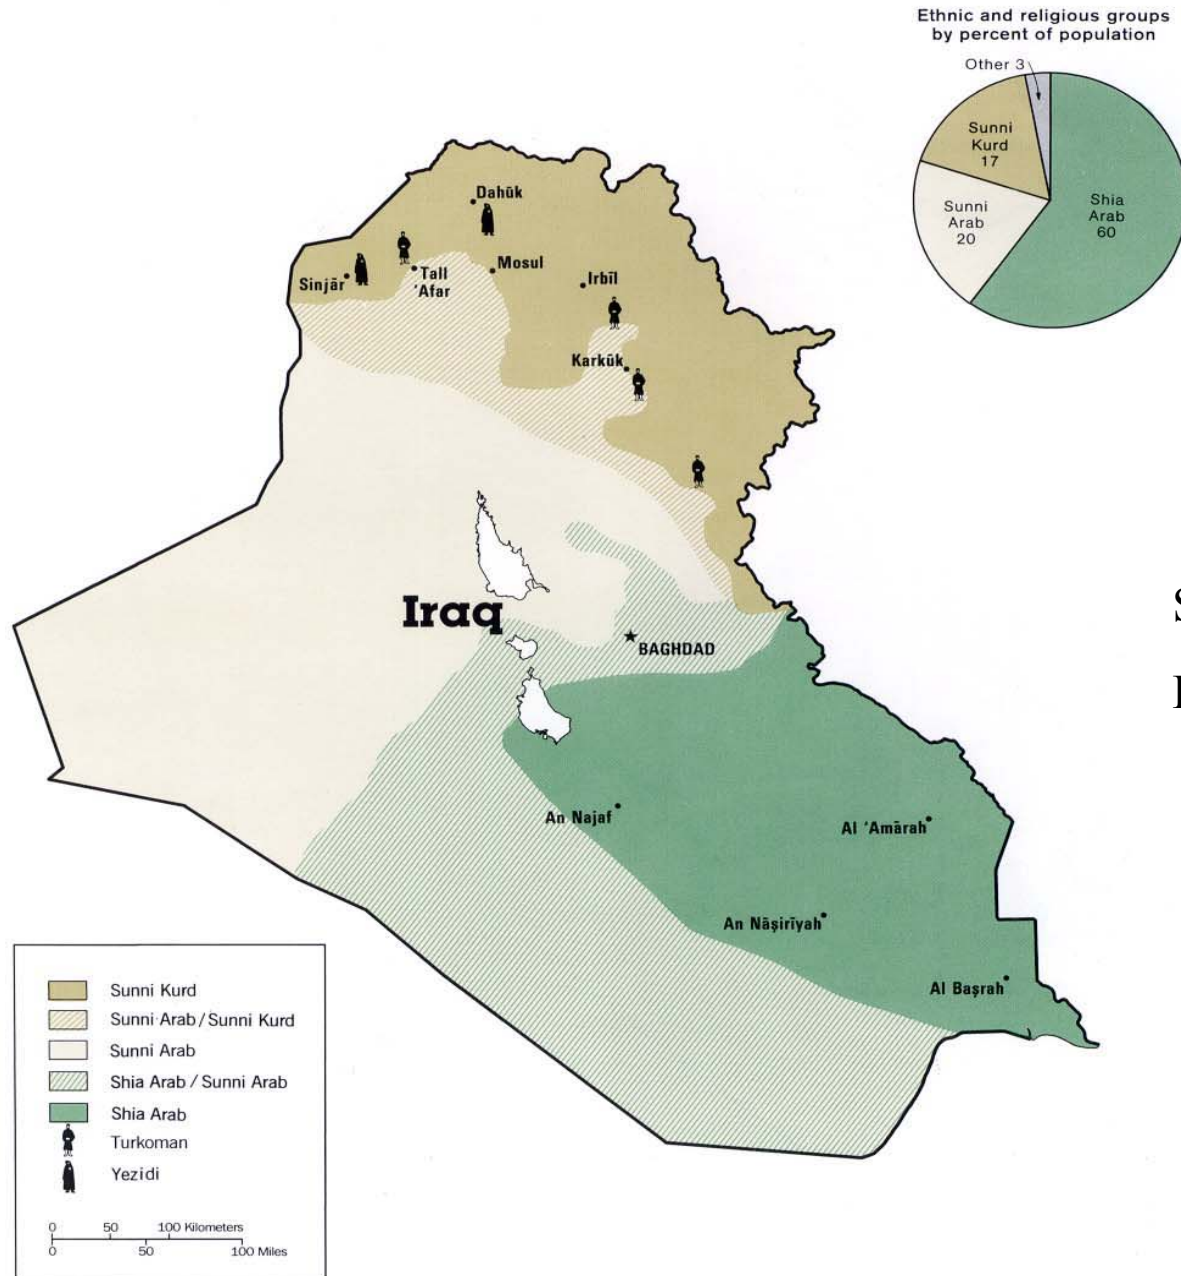 Ethnic and religious groups
by percent of population
Other 3
Sunni
Kurd
17
Sunni
Arab
20
Shia
Arab
60
Dahūk
Sinjār
Tall
'Afar
Mosul
Irbīl
Karkūk
Iraq
BAGHDAD
An Najaf
Al 'Amārah
An Nāşirīyah
Al Başrah
Sunni Kurd
Sunni Arab / Sunni Kurd
Sunni Arab
Shia Arab / Sunni Arab
Shia Arab
Turkoman
Yezidi
0 50 100 Kilometers
0 50 100 Miles